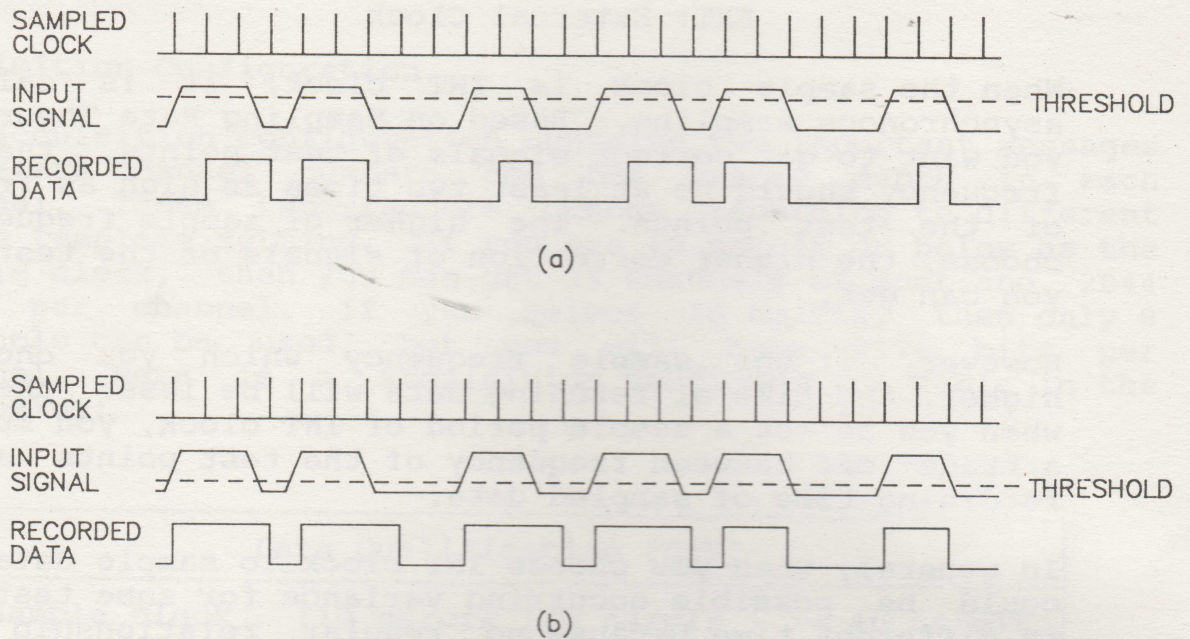 SAMPLED
CLOCK
INPUT
SIGNAL
THRESHOLD
RECORDED
DATA
(a)
SAMPLED
CLOCK
INPUT
SIGNAL
THRESHOLD
RECORDED
DATA
(b)